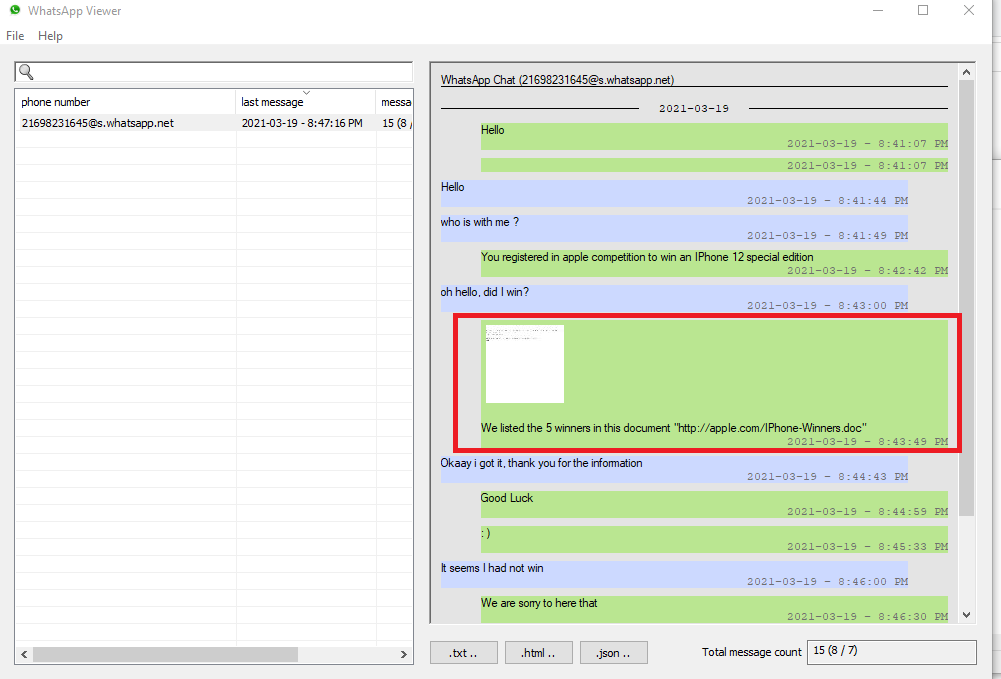 WhatsApp Viewer
File Help
phone number last message messa
21698231645@s.whatsapp.net 2021-03-19 - 8:47:16 PM 15 (8 /
WhatsApp Chat (21698231645@s.whatsapp.net)
2021-03-19
Hello
2021-03-19 - 8:41:07 PM
2021-03-19 - 8:41:07 PM
Hello
2021-03-19 - 8:41:44 PM
who is with me ?
2021-03-19 - 8:41:49 PM
You registered in apple competition to win an IPhone 12 special edition
2021-03-19 - 8:42:42 PM
oh hello, did I win?
2021-03-19 - 8:43:00 PM
We listed the 5 winners in this document "http://apple.com/IPhone-Winners.doc"
2021-03-19 - 8:43:49 PM
Okaay i got it, thank you for the information
2021-03-19 - 8:44:43 PM
Good Luck
2021-03-19 - 8:44:59 PM
: )
2021-03-19 - 8:45:33 PM
It seems I had not win
2021-03-19 - 8:46:00 PM
We are sorry to here that
2021-03-19 - 8:46:30 PM
.txt .. .html .. .json .. Total message count 15 (8 / 7)